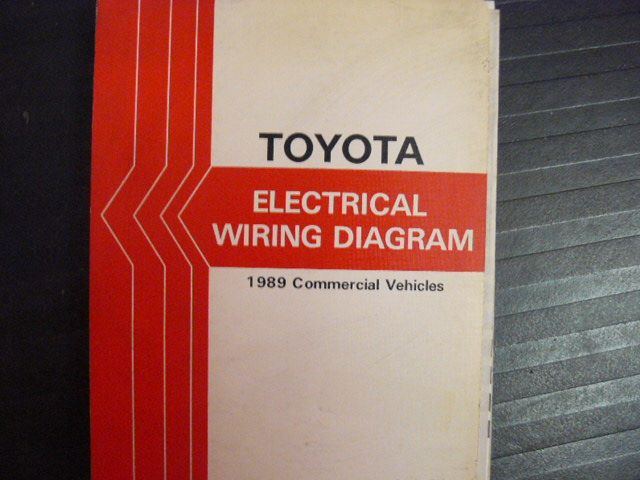 TOYOTA
ELECTRICAL
WIRING DIAGRAM
1989 Commercial Vehicles